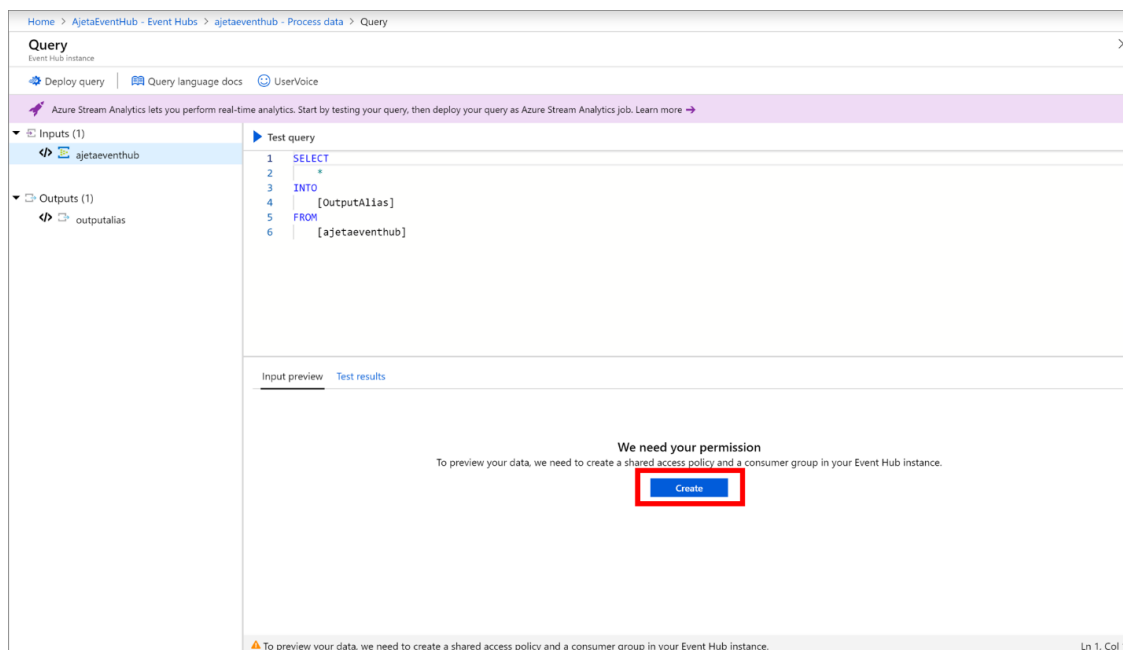 Home > AjetaEventHub - Event Hubs > ajetaeventhub - Process data > Query
Query
Event Hub instance
Deploy query
Query language docs
UserVoice
Azure Stream Analytics lets you perform real-time analytics. Start by testing your query, then deploy your query as Azure Stream Analytics job. Learn more →
Inputs (1)
</> ajetaeventhub
Outputs (1)
</> outputalias
Test query
1 SELECT
2 *
3 INTO
4 [OutputAlias]
5 FROM
6 [ajetaeventhub]
Input preview Test results
We need your permission
To preview your data, we need to create a shared access policy and a consumer group in your Event Hub instance.
Create
To preview your data, we need to create a shared access policy and a consumer group in your Event Hub instance.
Ln 1, Col